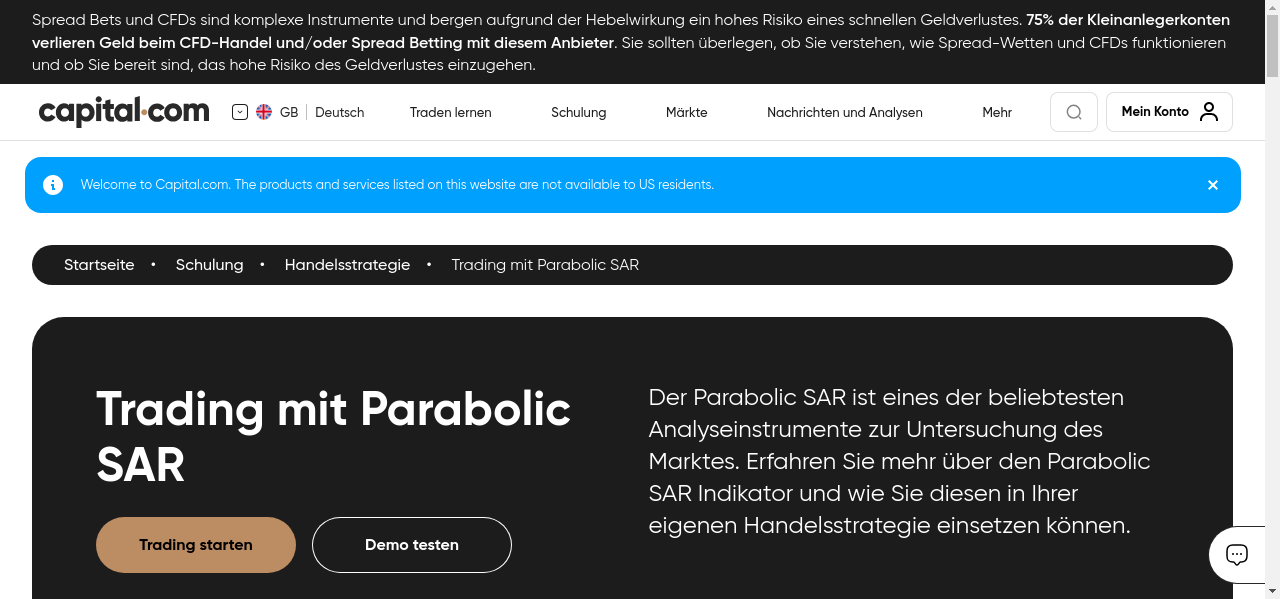 Spread Bets und CFDs sind komplexe Instrumente und bergen aufgrund der Hebelwirkung ein hohes Risiko eines schnellen Geldverlustes. 75% der Kleinanlegerkonten
verlieren Geld beim CFD-Handel und/oder Spread Betting mit diesem Anbieter. Sie sollten überlegen, ob Sie verstehen, wie Spread-Wetten und CFDs funktionieren
und ob Sie bereit sind, das hohe Risiko des Geldverlustes einzugehen.
capital.com GB Deutsch Traden lernen Schulung Märkte Nachrichten und Analysen Mehr Mein Konto
Welcome to Capital.com. The products and services listed on this website are not available to US residents.
Startseite • Schulung • Handelsstrategie • Trading mit Parabolic SAR
Trading mit Parabolic
SAR
Trading starten Demo testen
Der Parabolic SAR ist eines der beliebtesten
Analyseinstrumente zur Untersuchung des
Marktes. Erfahren Sie mehr über den Parabolic
SAR Indikator und wie Sie diesen in Ihrer
eigenen Handelsstrategie einsetzen können.